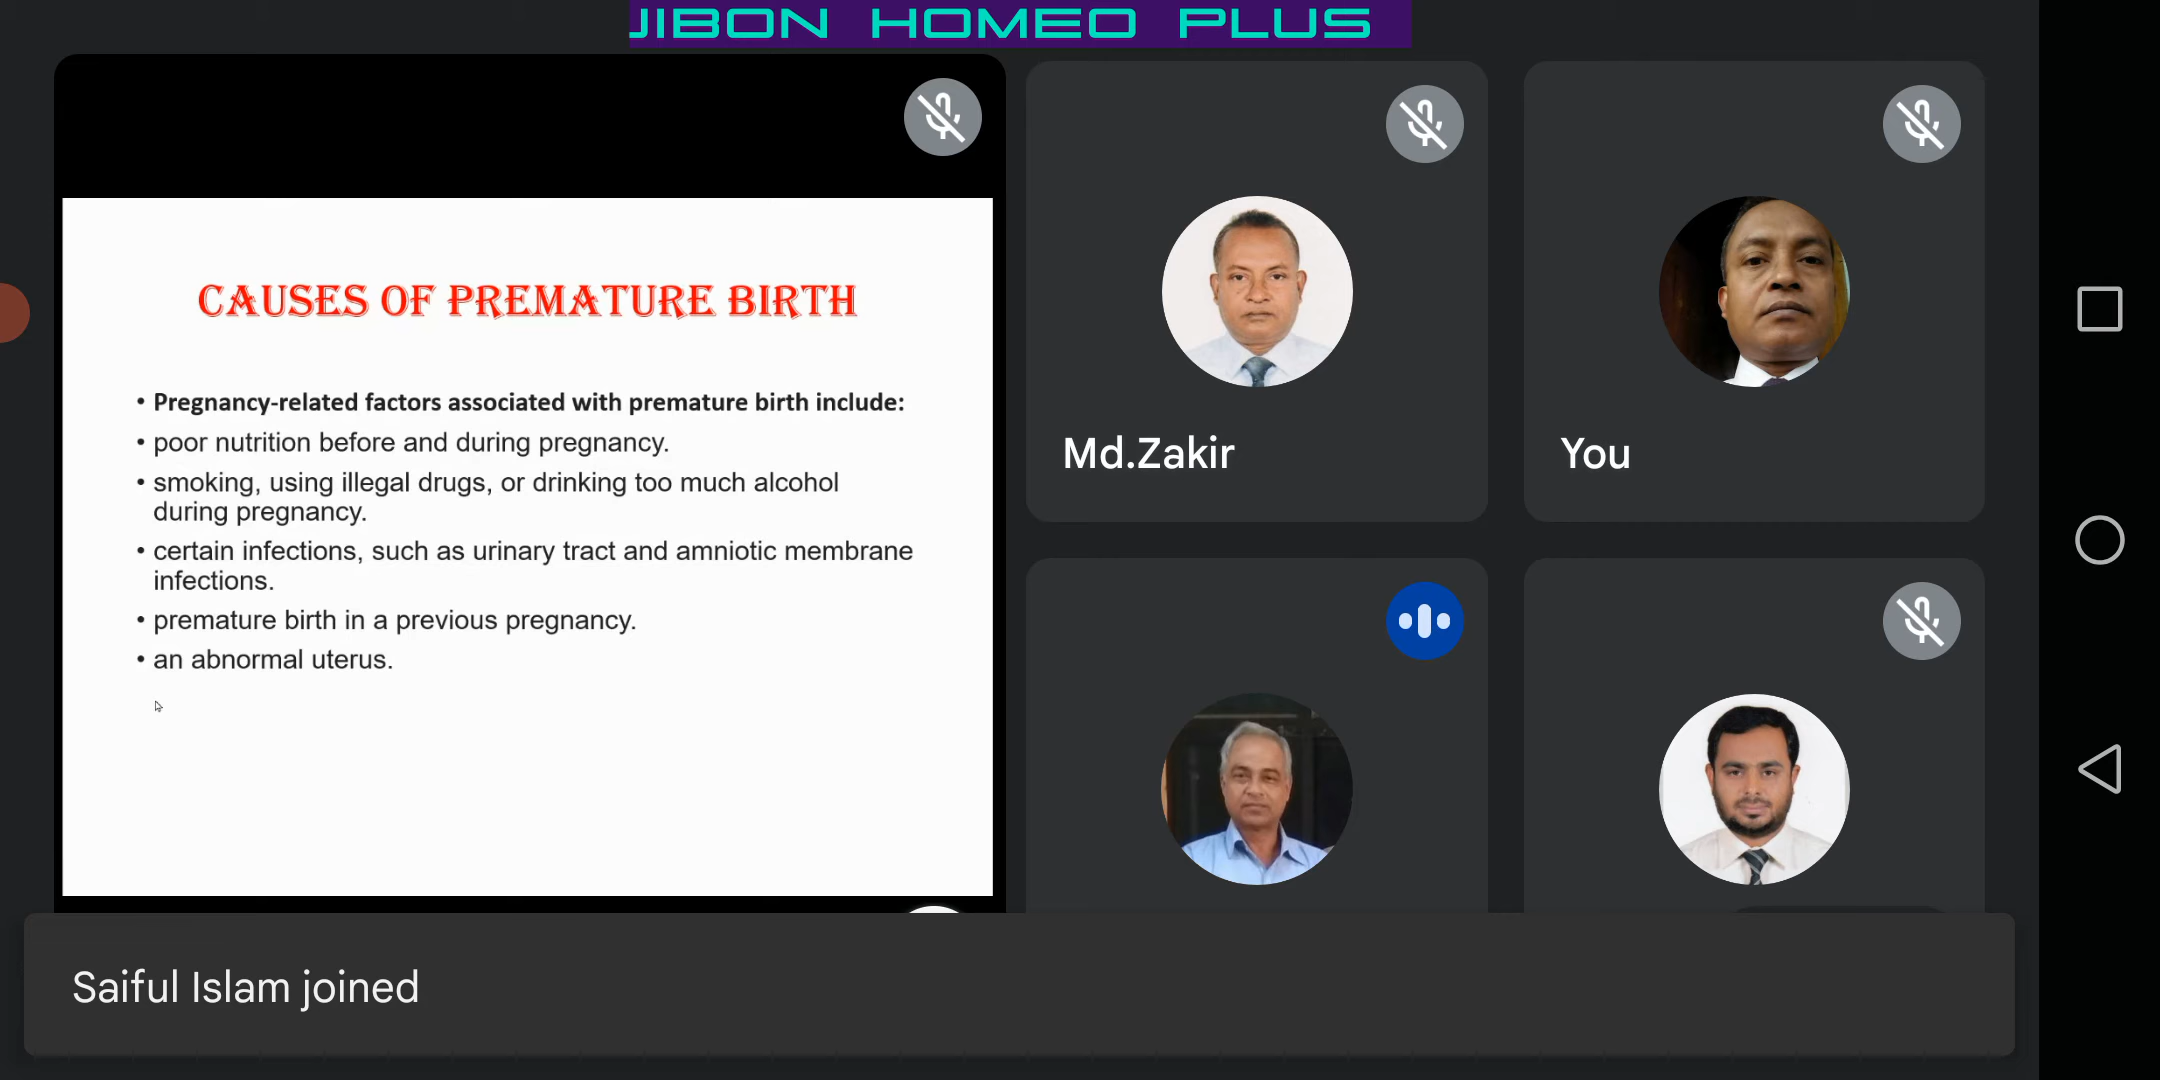 JIBON HOMEO PLUS
CAUSES OF PREMATURE BIRTH
• Pregnancy-related factors associated with premature birth include:
• poor nutrition before and during pregnancy.
• smoking, using illegal drugs, or drinking too much alcohol
during pregnancy.
• certain infections, such as urinary tract and amniotic membrane
infections.
• premature birth in a previous pregnancy.
• an abnormal uterus.
Md.Zakir
You
Saiful Islam joined